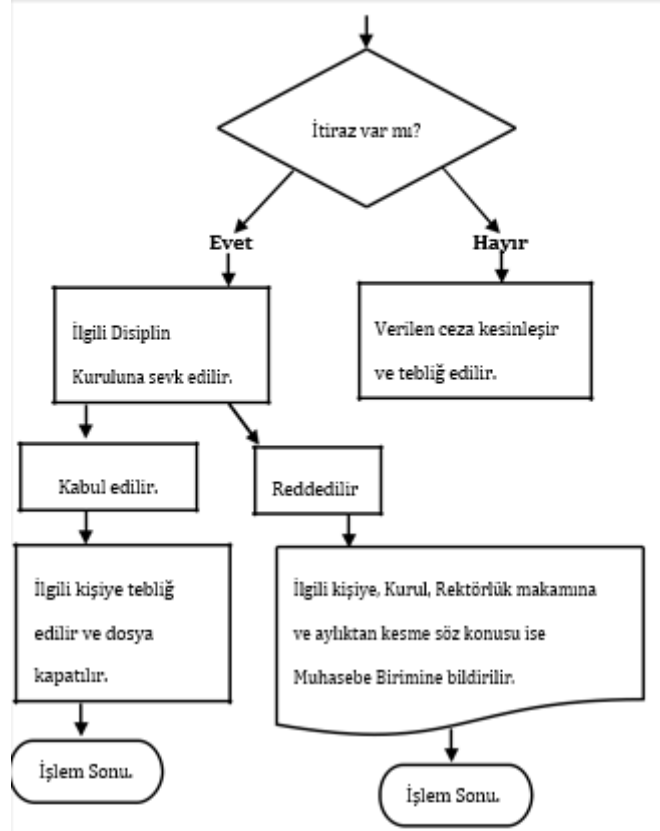 İtiraz var mı?
Evet
Hayır
İlgili Disiplin
Kuruluna sevk edilir.
Verilen ceza kesinleşir
ve tebliğ edilir.
Kabul edilir.
Reddedilir
İlgili kişiye tebliğ
edilir ve dosya
kapatılır.
İlgili kişiye, Kurul, Rektörlük makamına
ve aylıktan kesme söz konusu ise
Muhasebe Birimine bildirilir.
İşlem Sonu.
İşlem Sonu.